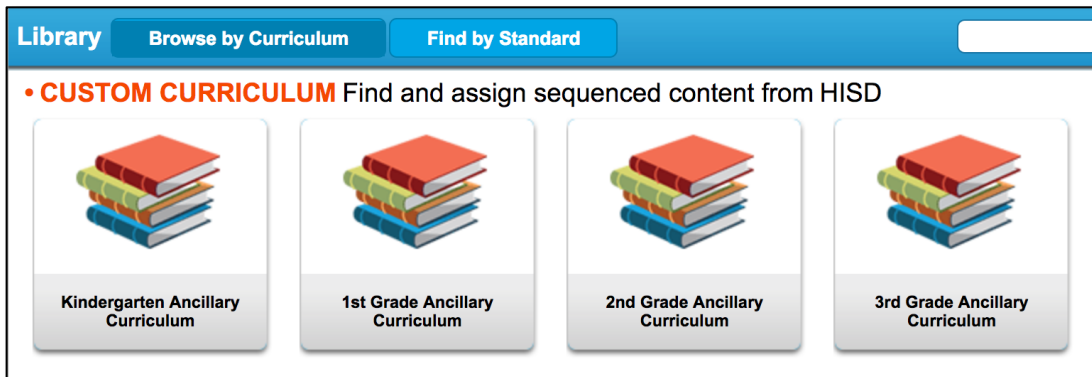 Library Browse by Curriculum Find by Standard
• CUSTOM CURRICULUM Find and assign sequenced content from HISD
Kindergarten Ancillary
Curriculum
1st Grade Ancillary
Curriculum
2nd Grade Ancillary
Curriculum
3rd Grade Ancillary
Curriculum